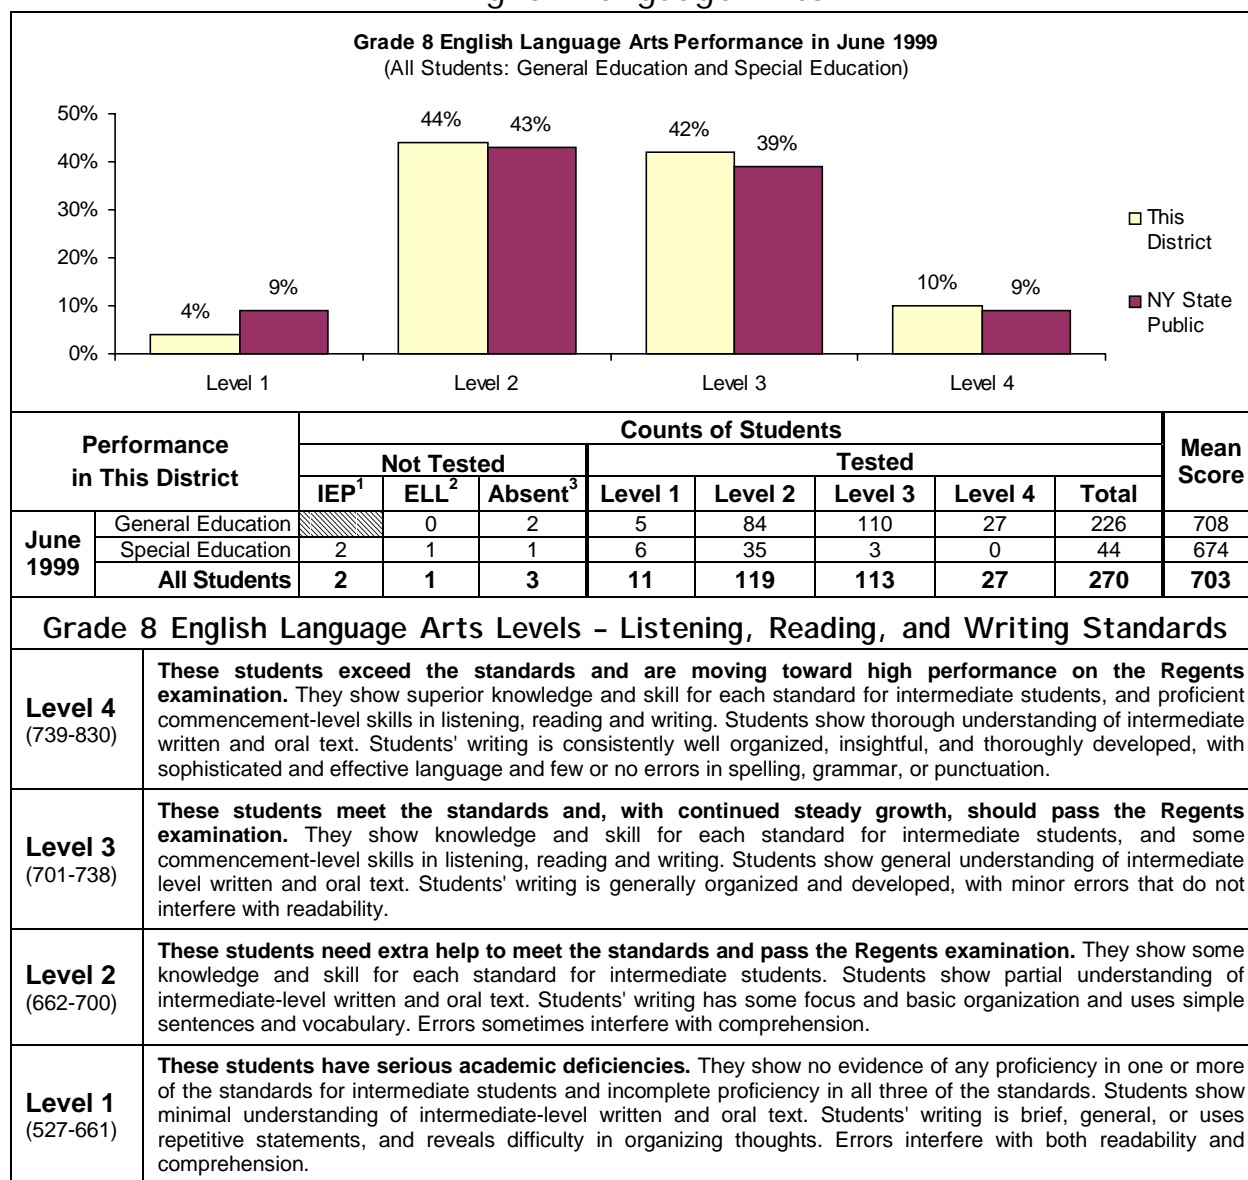 Grade 8 English Language Arts Performance in June 1999
(All Students: General Education and Special Education)
50%
40%
30%
20%
10%
0%
4%
9%
44%
43%
42%
39%
10%
9%
Level 1
Level 2
Level 3
Level 4
This District
NY State Public
Performance in This District
Counts of Students
Mean Score
Not Tested
Tested
IEP1 ELL2 Absent3 Level 1 Level 2 Level 3 Level 4 Total
June 1999
General Education 0 2 5 84 110 27 226 708
Special Education 2 1 1 6 35 3 0 44 674
All Students 2 1 3 11 119 113 27 270 703
Grade 8 English Language Arts Levels – Listening, Reading, and Writing Standards
Level 4
(739-830)
These students exceed the standards and are moving toward high performance on the Regents
examination. They show superior knowledge and skill for each standard for intermediate students, and proficient
commencement-level skills in listening, reading and writing. Students show thorough understanding of intermediate
written and oral text. Students' writing is consistently well organized, insightful, and thoroughly developed, with
sophisticated and effective language and few or no errors in spelling, grammar, or punctuation.
Level 3
(701-738)
These students meet the standards and, with continued steady growth, should pass the Regents
examination. They show knowledge and skill for each standard for intermediate students, and some
commencement-level skills in listening, reading and writing. Students show general understanding of intermediate
level written and oral text. Students' writing is generally organized and developed, with minor errors that do not
interfere with readability.
Level 2
(662-700)
These students need extra help to meet the standards and pass the Regents examination. They show some
knowledge and skill for each standard for intermediate students. Students show partial understanding of
intermediate-level written and oral text. Students' writing has some focus and basic organization and uses simple
sentences and vocabulary. Errors sometimes interfere with comprehension.
Level 1
(527-661)
These students have serious academic deficiencies. They show no evidence of any proficiency in one or more
of the standards for intermediate students and incomplete proficiency in all three of the standards. Students show
minimal understanding of intermediate-level written and oral text. Students' writing is brief, general, or uses
repetitive statements, and reveals difficulty in organizing thoughts. Errors interfere with both readability and
comprehension.